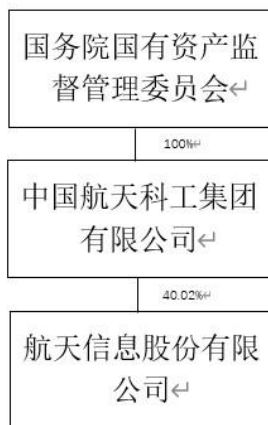 国务院国有资产监
督管理委员会↵
100%↵
中国航天科工集团
有限公司↵
40.02%↵
航天信息股份有限
公司↵